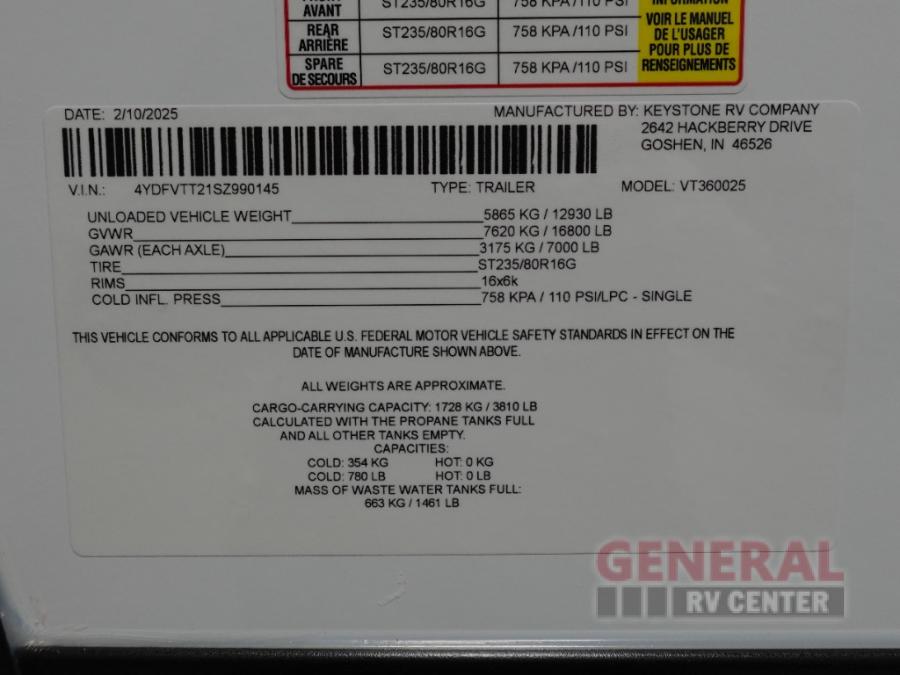 AVANT ST235/80R16G 758 KPA /110 PSI
REAR
ARRIÈRE ST235/80R16G 758 KPA /110 PSI
SPARE
DE SECOURS ST235/80R16G 758 KPA /110 PSI
INFORMATION
VOIR LE MANUEL
DE L'USAGER
POUR PLUS DE
RENSEIGNEMENTS
DATE: 2/10/2025 MANUFACTURED BY: KEYSTONE RV COMPANY
2642 HACKBERRY DRIVE
GOSHEN, IN 46526
V.I.N.: 4YDFVTT21SZ990145 TYPE: TRAILER MODEL: VT360025
UNLOADED VEHICLE WEIGHT 5865 KG / 12930 LB
GVWR 7620 KG / 16800 LB
GAWR (EACH AXLE) 3175 KG / 7000 LB
TIRE ST235/80R16G
RIMS 16x6k
COLD INFL. PRESS 758 KPA / 110 PSI/LPC - SINGLE
THIS VEHICLE CONFORMS TO ALL APPLICABLE U.S. FEDERAL MOTOR VEHICLE SAFETY STANDARDS IN EFFECT ON THE
DATE OF MANUFACTURE SHOWN ABOVE.
ALL WEIGHTS ARE APPROXIMATE.
CARGO-CARRYING CAPACITY: 1728 KG / 3810 LB
CALCULATED WITH THE PROPANE TANKS FULL
AND ALL OTHER TANKS EMPTY.
CAPACITIES:
COLD: 354 KG HOT: 0 KG
COLD: 780 LB HOT: 0 LB
MASS OF WASTE WATER TANKS FULL:
663 KG / 1461 LB
GENERAL
RV CENTER